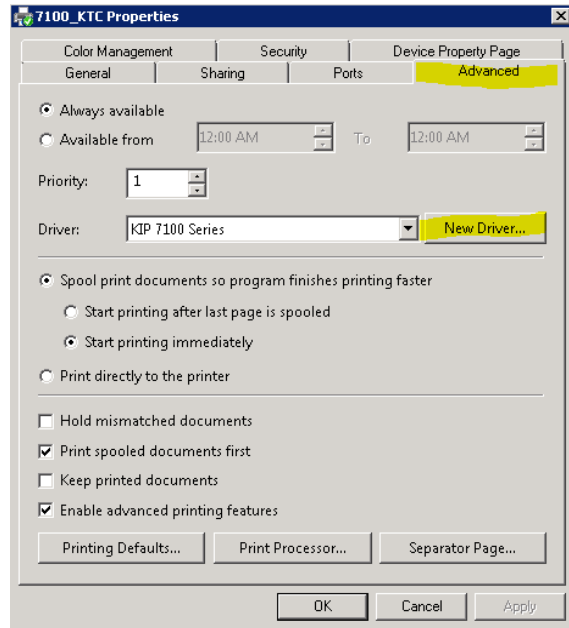 7100_KTC Properties
Color Management Security Device Property Page
General Sharing Ports Advanced
Always available
Available from 12:00 AM To 12:00 AM
Priority: 1
Driver: KIP 7100 Series New Driver...
Spool print documents so program finishes printing faster
Start printing after last page is spooled
Start printing immediately
Print directly to the printer
Hold mismatched documents
Print spooled documents first
Keep printed documents
Enable advanced printing features
Printing Defaults... Print Processor... Separator Page...
OK Cancel Apply